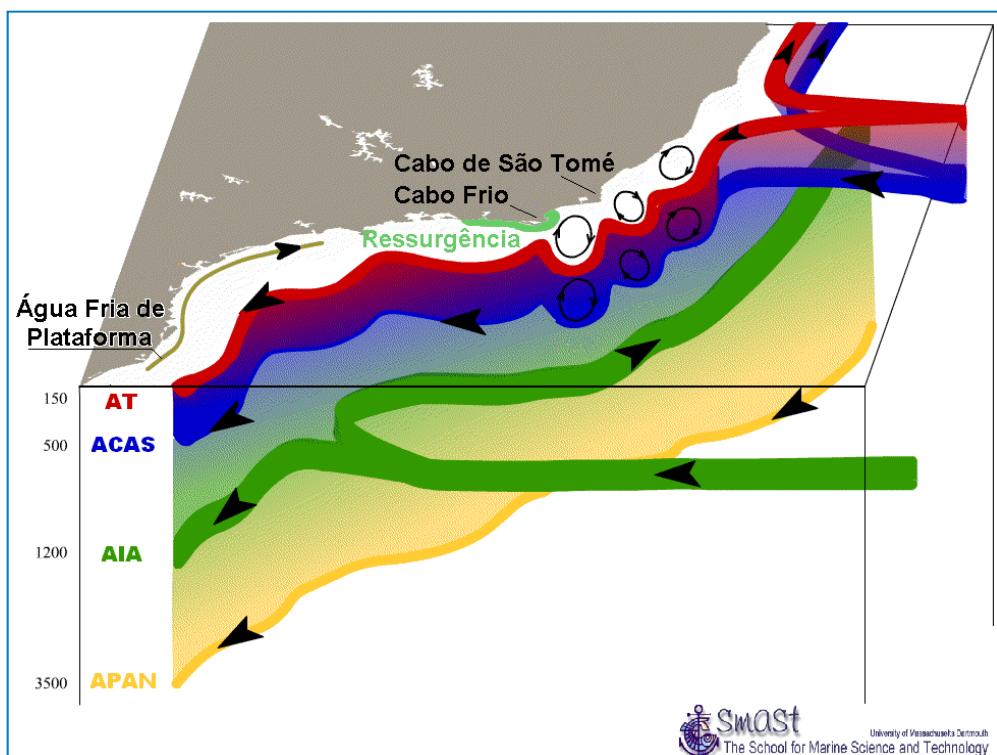 Cabo de São Tomé
Cabo Frio
Ressurgência
Água Fria de
Plataforma
150
AT
500
ACAS
1200
AIA
3500
APAN
smast
University of Massachusetts Dartmouth
The School for Marine Science and Technology